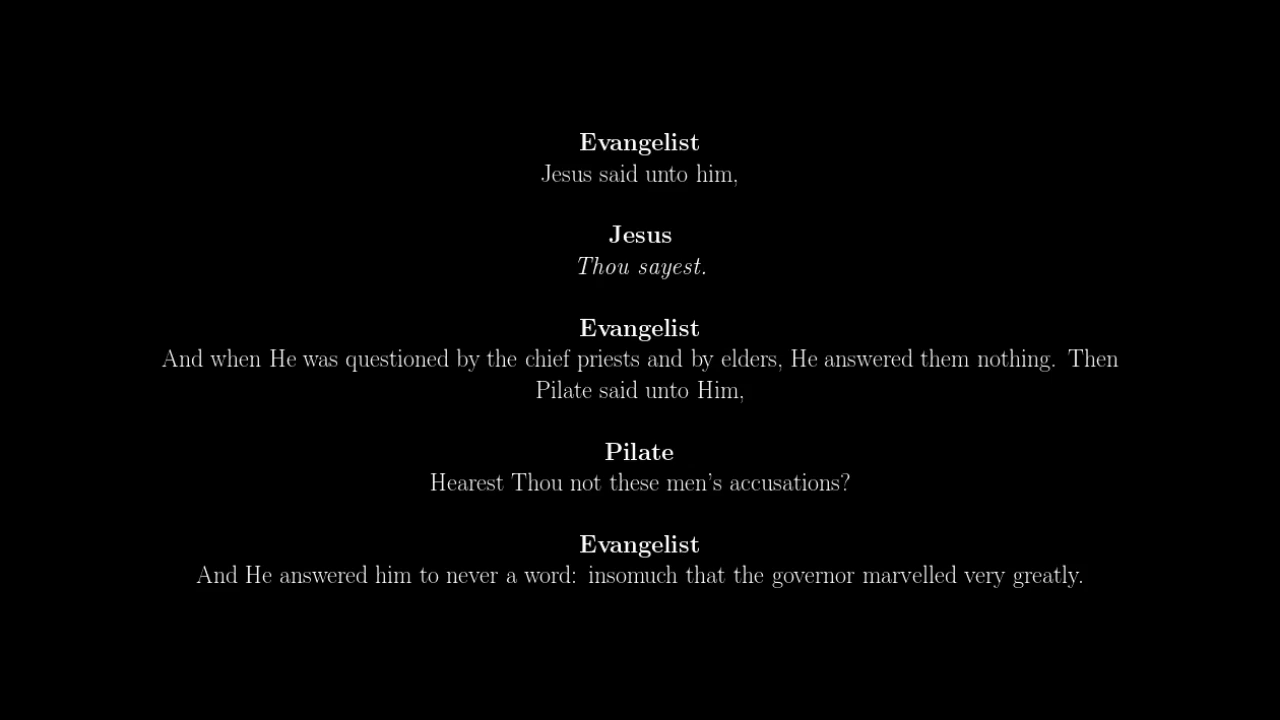 Evangelist
Jesus said unto him,
Jesus
Thou sayest.
Evangelist
And when He was questioned by the chief priests and by elders, He answered them nothing. Then
Pilate said unto Him,
Pilate
Hearest Thou not these men's accusations?
Evangelist
And He answered him to never a word: insomuch that the governor marvelled very greatly.